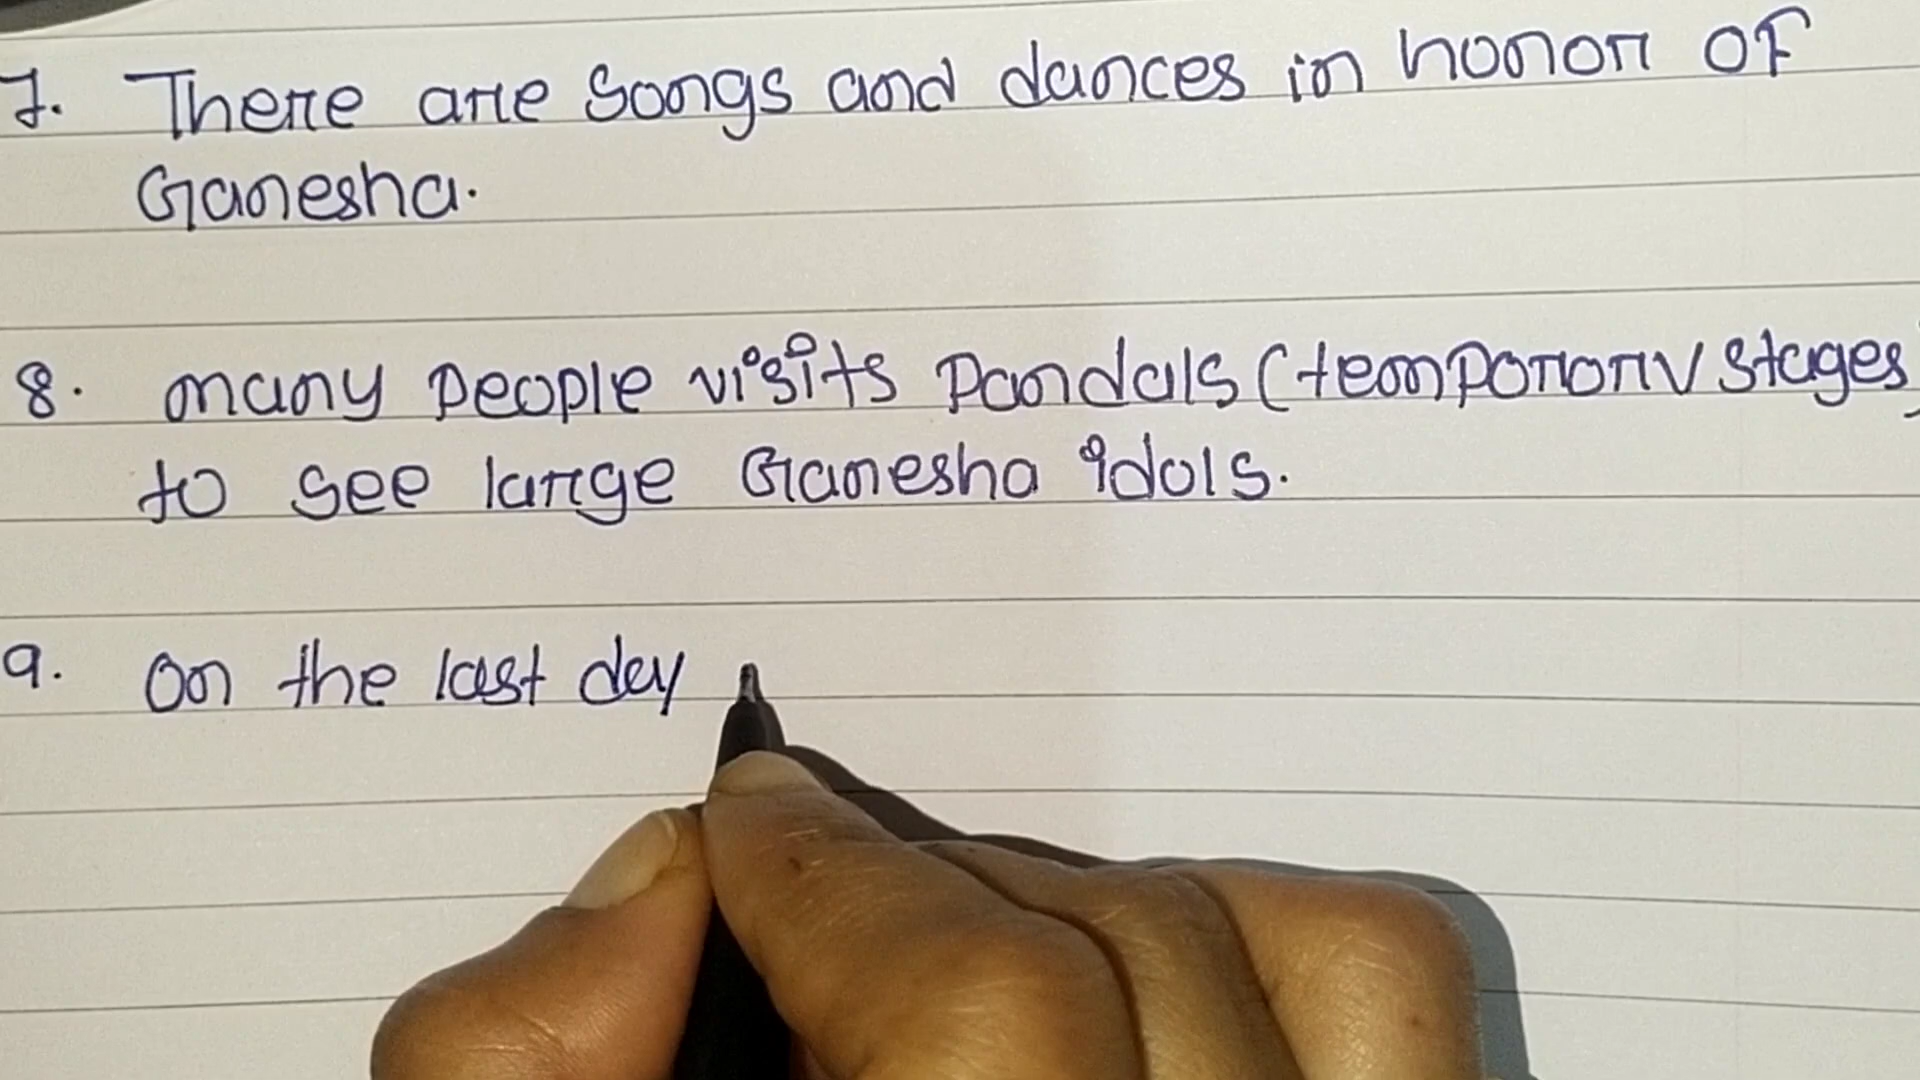 7. There are songs and dances in honor of
Ganesha.
8. many people visits pandals (temporory stages)
to see large Ganesha idols.
9. on the last day